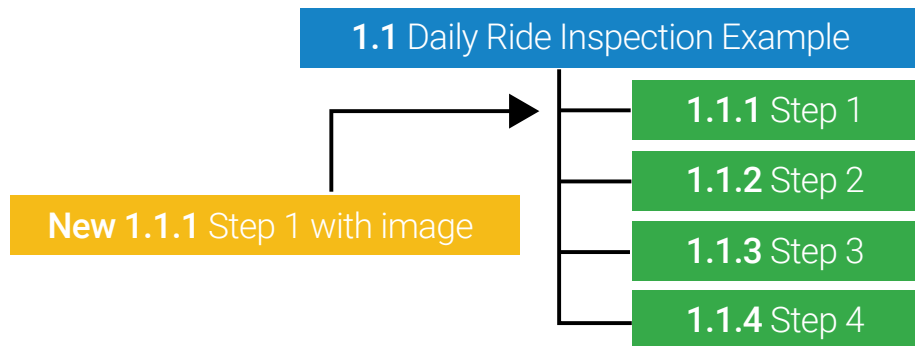 1.1 Daily Ride Inspection Example
1.1.1 Step 1
1.1.2 Step 2
New 1.1.1 Step 1 with image
1.1.3 Step 3
1.1.4 Step 4